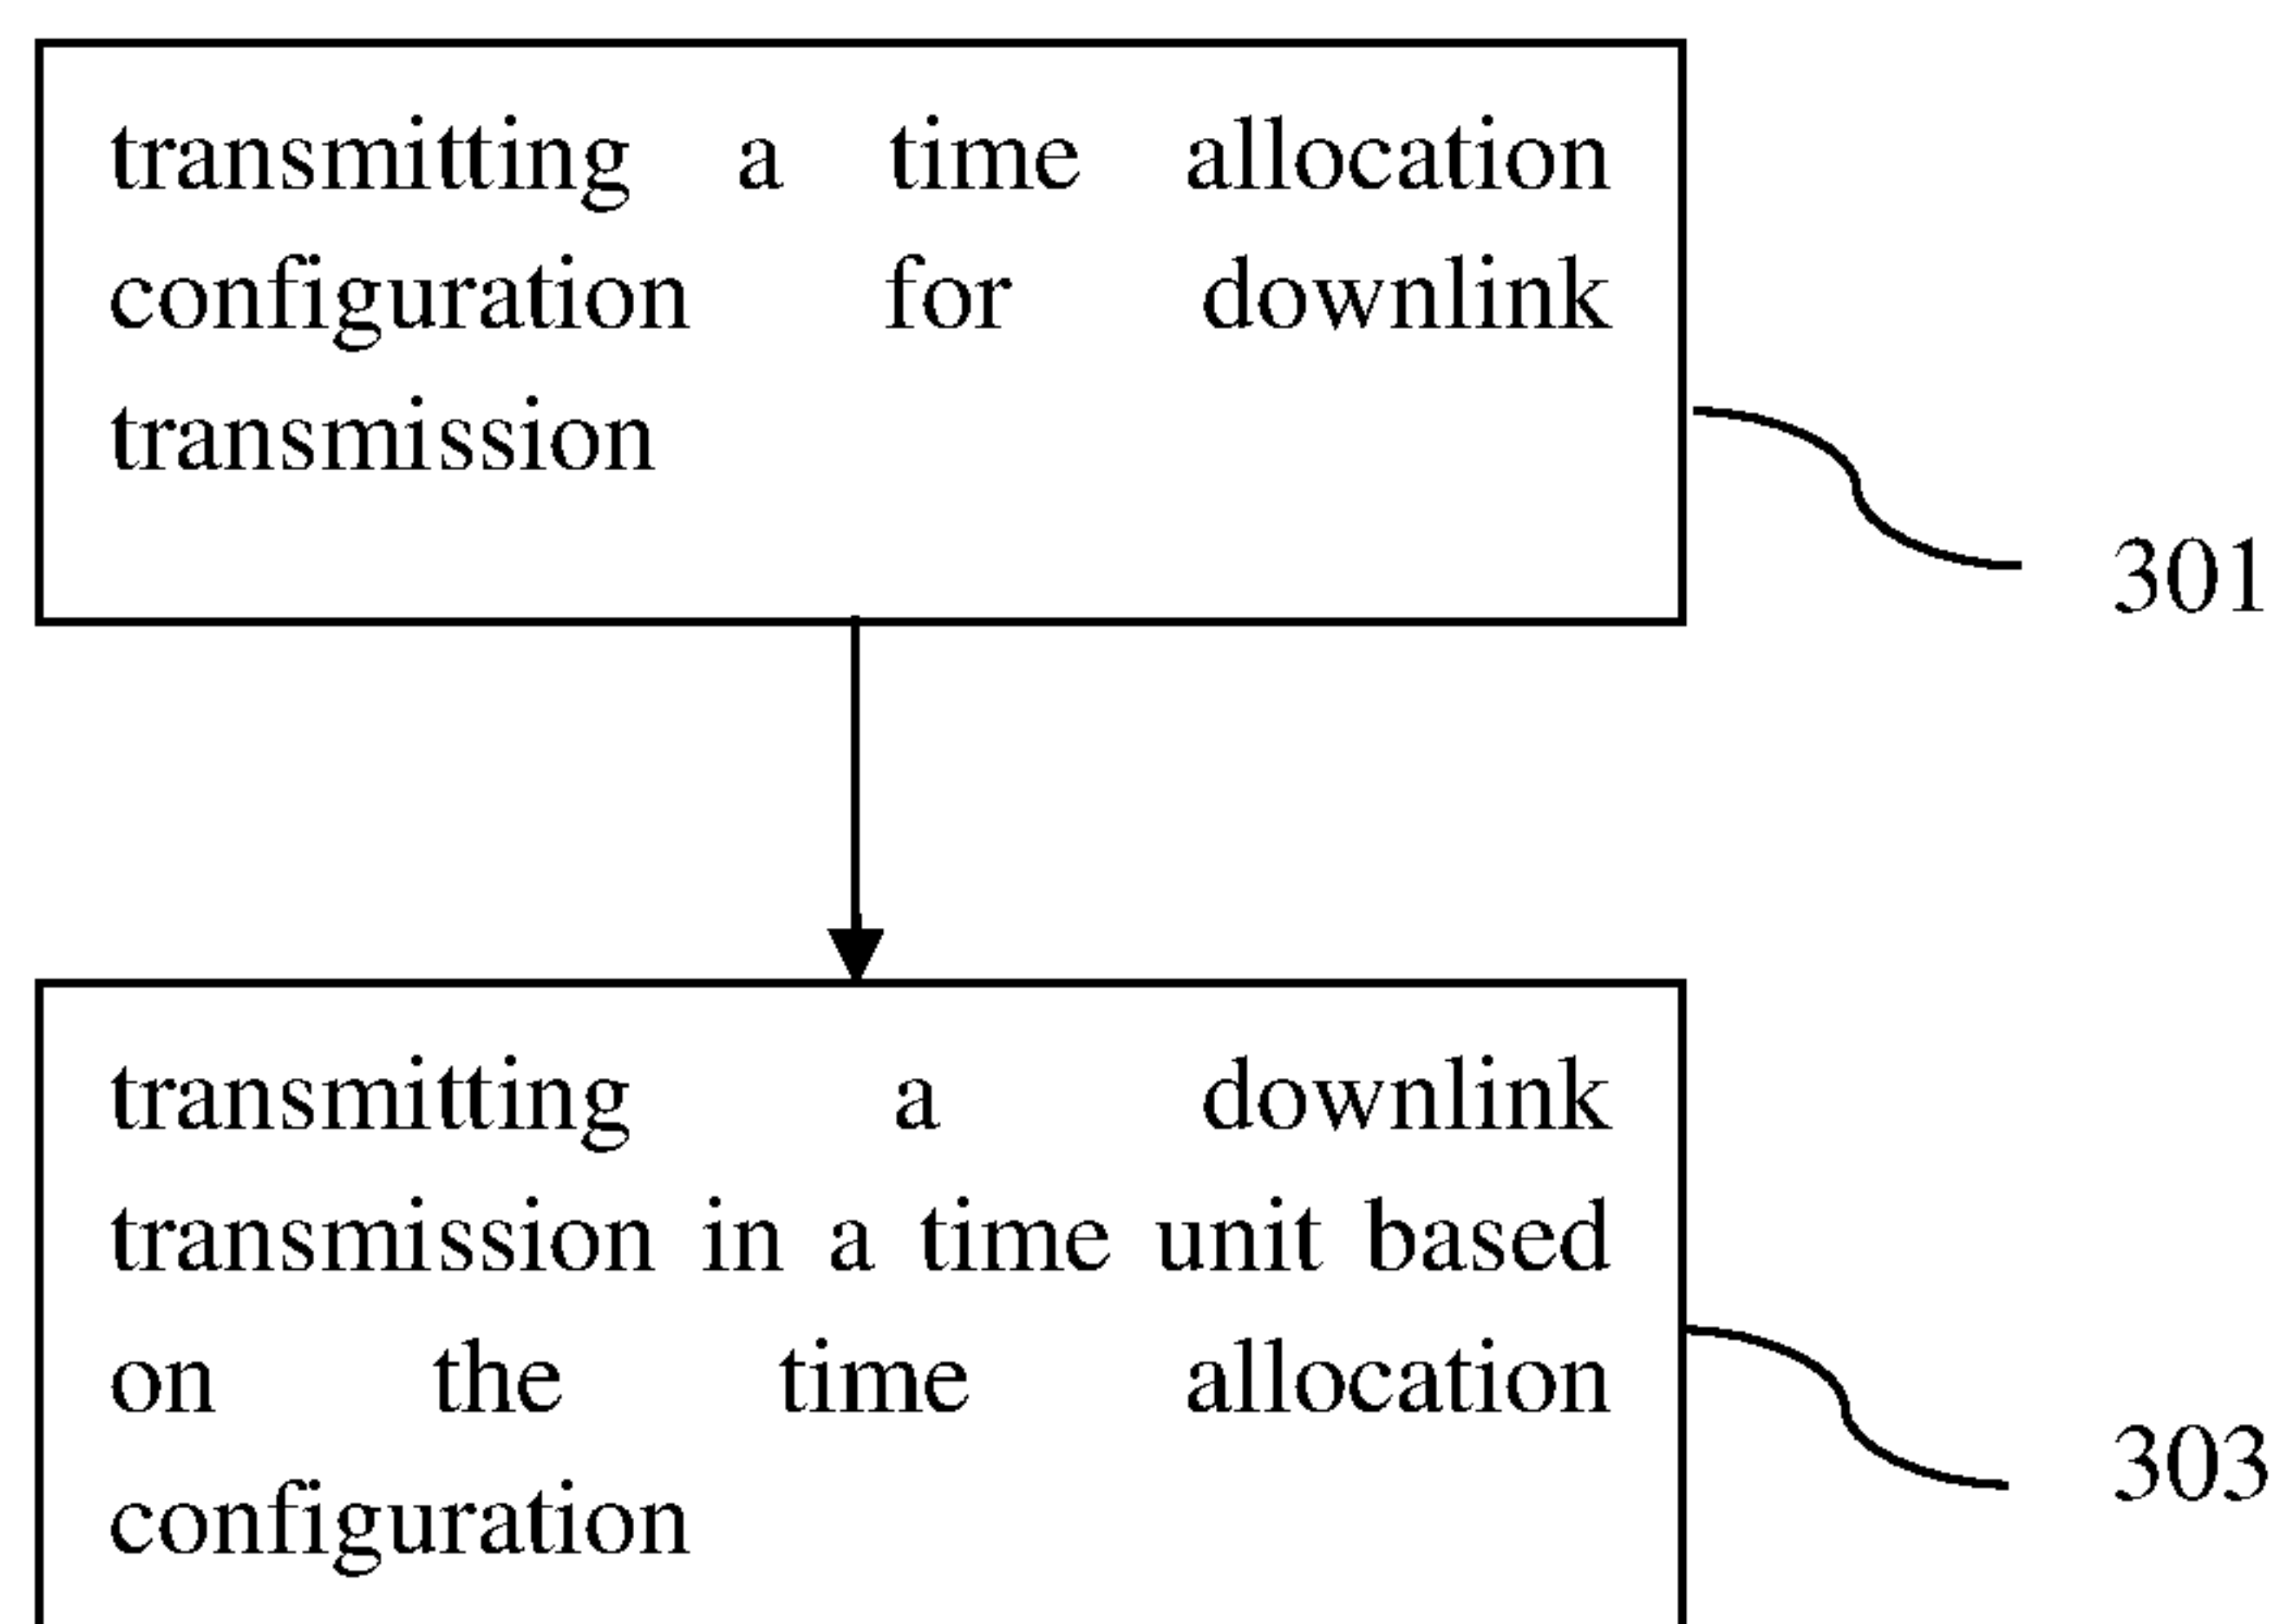 transmitting a time allocation
configuration for downlink
transmission
301
transmitting a downlink
transmission in a time unit based
on the time allocation
configuration
303